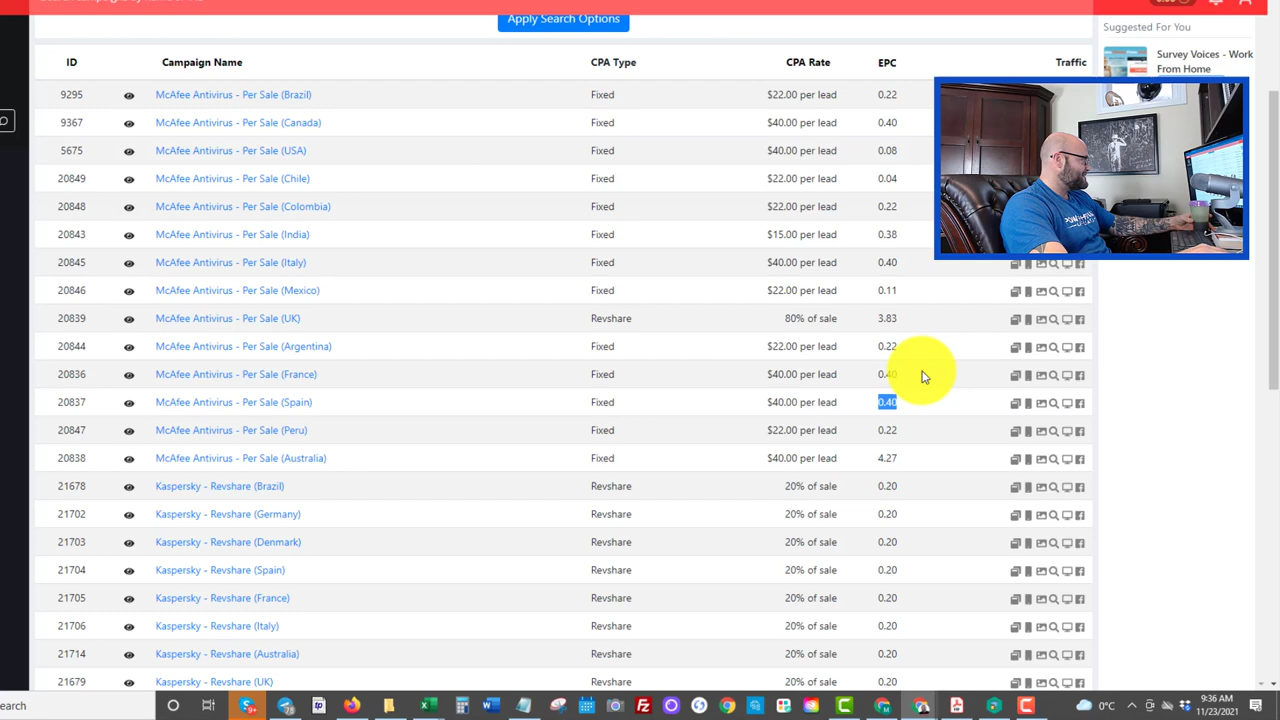 Apply Search Options
Suggested For You
Survey Voices - Work
From Home
ID Campaign Name CPA Type CPA Rate EPC Traffic
9295 McAfee Antivirus - Per Sale (Brazil) Fixed $22.00 per lead 0.22
9367 McAfee Antivirus - Per Sale (Canada) Fixed $40.00 per lead 0.40
5675 McAfee Antivirus - Per Sale (USA) Fixed $40.00 per lead 0.08
20849 McAfee Antivirus - Per Sale (Chile) Fixed $22.00 per lead 0.04
20848 McAfee Antivirus - Per Sale (Colombia) Fixed $22.00 per lead 0.22
20843 McAfee Antivirus - Per Sale (India) Fixed $15.00 per lead 0.38
20845 McAfee Antivirus - Per Sale (Italy) Fixed $40.00 per lead 0.40
20846 McAfee Antivirus - Per Sale (Mexico) Fixed $22.00 per lead 0.11
20839 McAfee Antivirus - Per Sale (UK) Revshare 80% of sale 3.83
20844 McAfee Antivirus - Per Sale (Argentina) Fixed $22.00 per lead 0.22
20836 McAfee Antivirus - Per Sale (France) Fixed $40.00 per lead 0.40
20837 McAfee Antivirus - Per Sale (Spain) Fixed $40.00 per lead 0.40
20847 McAfee Antivirus - Per Sale (Peru) Fixed $22.00 per lead 0.22
20838 McAfee Antivirus - Per Sale (Australia) Fixed $40.00 per lead 4.27
21678 Kaspersky - Revshare (Brazil) Revshare 20% of sale 0.20
21702 Kaspersky - Revshare (Germany) Revshare 20% of sale 0.20
21703 Kaspersky - Revshare (Denmark) Revshare 20% of sale 0.20
21704 Kaspersky - Revshare (Spain) Revshare 20% of sale 0.20
21705 Kaspersky - Revshare (France) Revshare 20% of sale 0.20
21706 Kaspersky - Revshare (Italy) Revshare 20% of sale 0.20
21714 Kaspersky - Revshare (Australia) Revshare 20% of sale 0.20
21679 Kaspersky - Revshare (UK) Revshare 20% of sale 0.20
earch
0°C
9:36 AM
11/23/2021